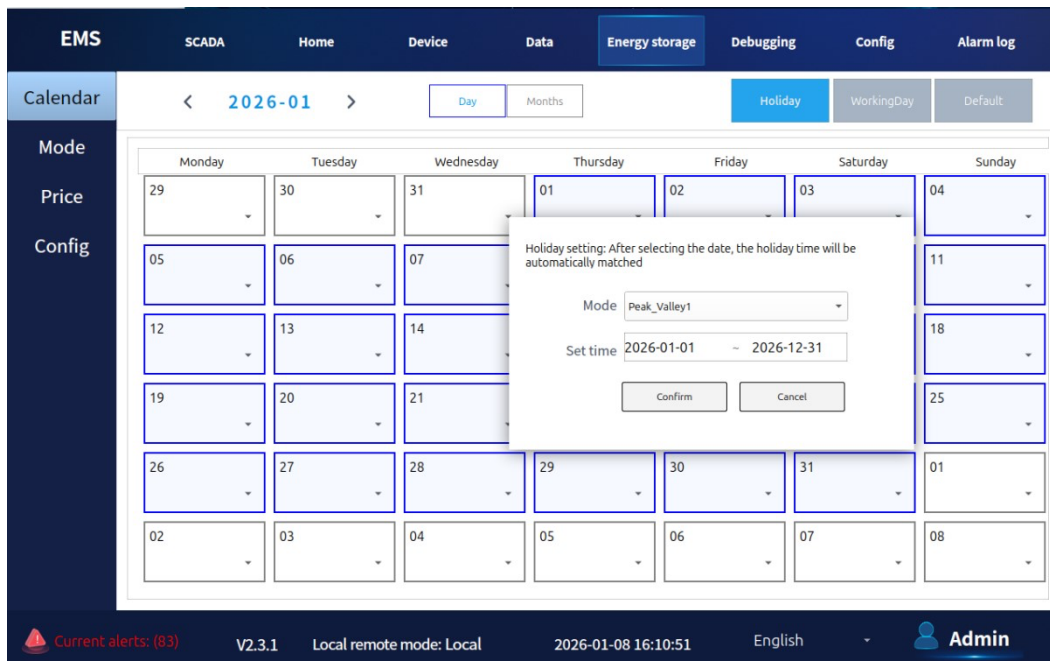 EMS SCADA Home Device Data Energy storage Debugging Config Alarm log
Calendar 2026-01 Day Months Holiday WorkingDay Default
Mode
Price
Config
Monday Tuesday Wednesday Thursday Friday Saturday Sunday
29 30 31 01 02 03 04
05 06 07 11
Holiday setting: After selecting the date, the holiday time will be
automatically matched
Mode Peak_Valley1
12 13 14 18
Set time 2026-01-01 ~ 2026-12-31
Confirm Cancel
19 20 21 25
26 27 28 29 30 31 01
02 03 04 05 06 07 08
Current alerts: (83) V2.3.1 Local remote mode: Local 2026-01-08 16:10:51 English Admin